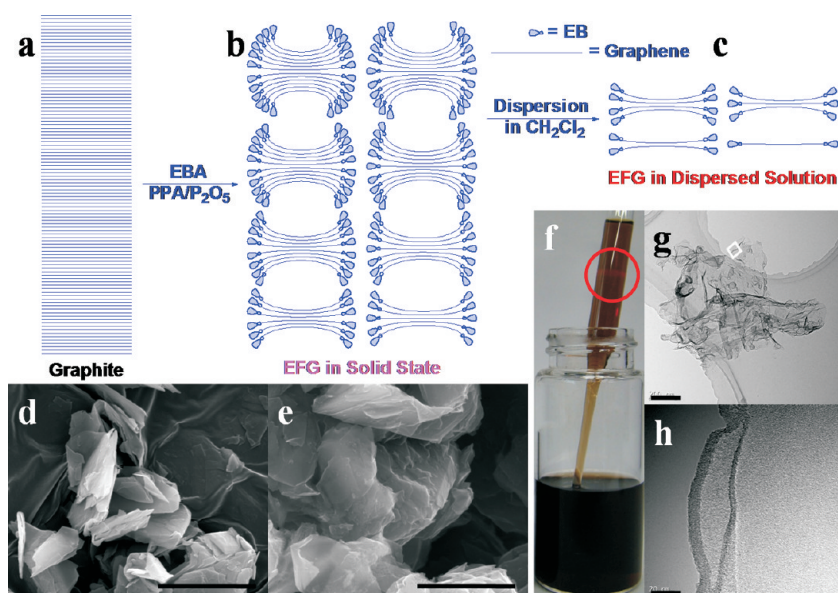 a
b
= EB
= Graphene
c
EBA
PPA/P₂O₅
Dispersion
in CH₂Cl₂
EFG in Dispersed Solution
Graphite
EFG in Solid State
d
e
f
g
h